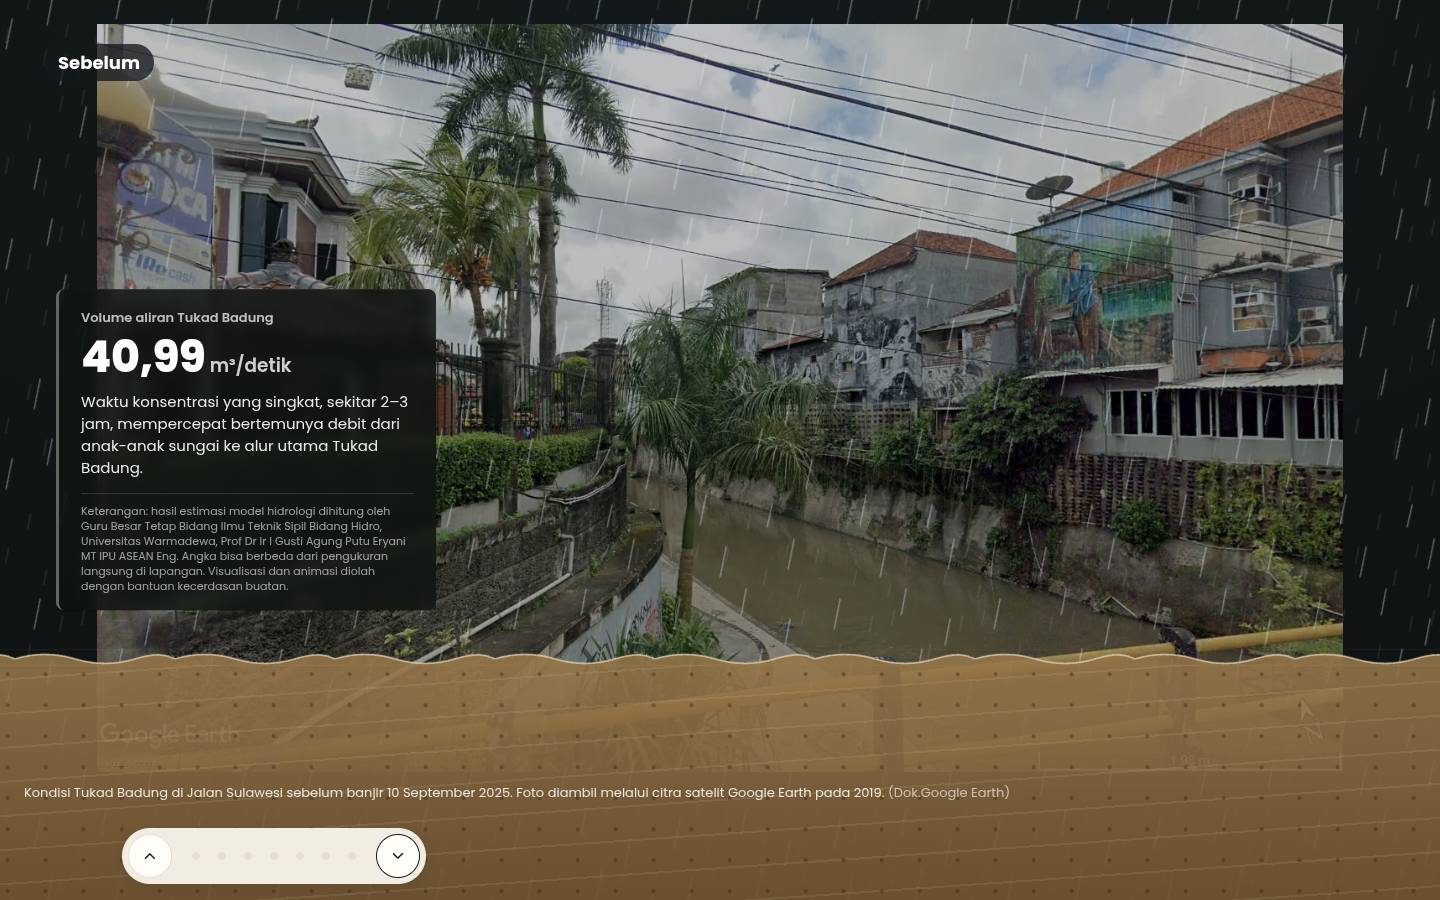 Sebelum
Volume aliran Tukad Badung
40,99 m³/detik
Waktu konsentrasi yang singkat, sekitar 2–3
jam, mempercepat bertemunya debit dari
anak-anak sungai ke alur utama Tukad
Badung.
Keterangan: hasil estimasi model hidrologi dihitung oleh
Guru Besar Tetap Bidang Ilmu Teknik Sipil Bidang Hidro,
Universitas Warmadewa, Prof Dr Ir I Gusti Agung Putu Eryani
MT IPU ASEAN Eng. Angka bisa berbeda dari pengukuran
langsung di lapangan. Visualisasi dan animasi diolah
dengan bantuan kecerdasan buatan.
Google Earth
Kondisi Tukad Badung di Jalan Sulawesi sebelum banjir 10 September 2025. Foto diambil melalui citra satelit Google Earth pada 2019. (Dok.Google Earth)